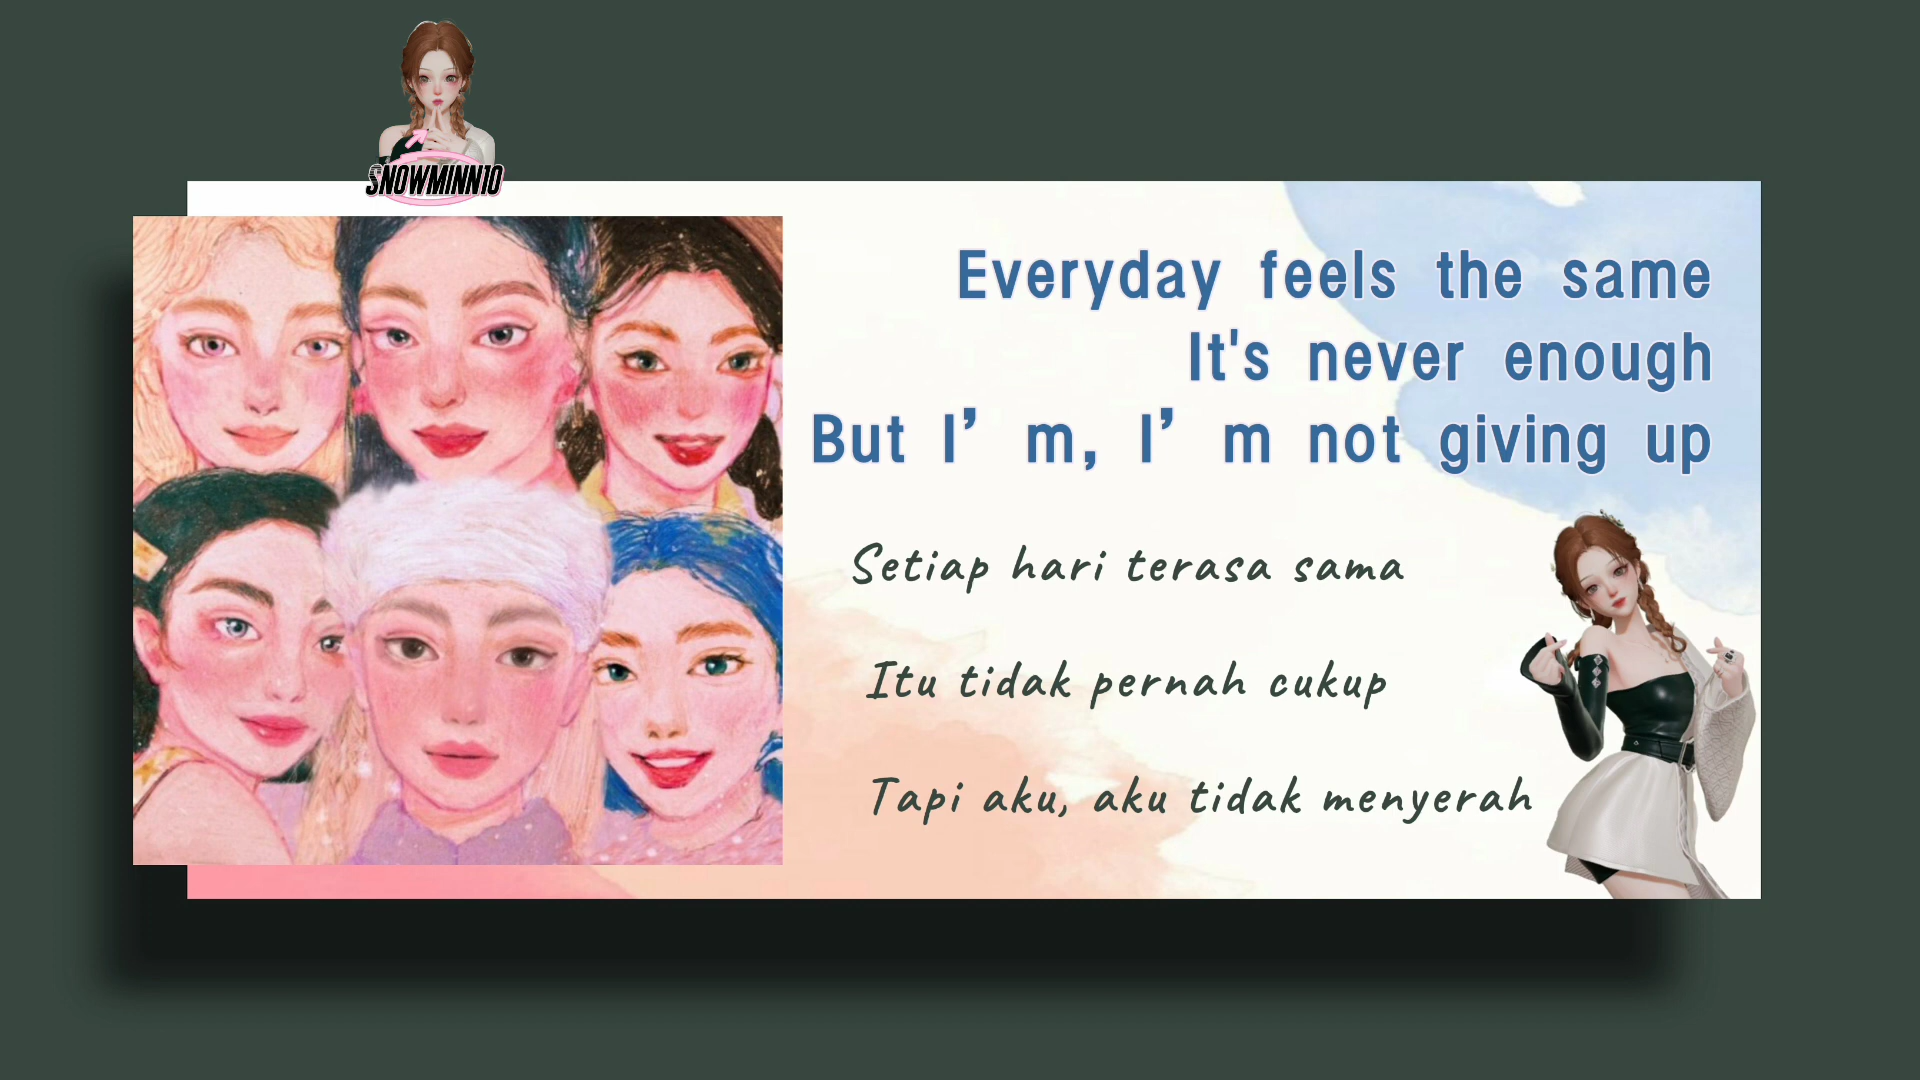 SNOWMINN10
Everyday feels the same
It's never enough
But I’m, I’m not giving up
Setiap hari terasa sama
Itu tidak pernah cukup
Tapi aku, aku tidak menyerah